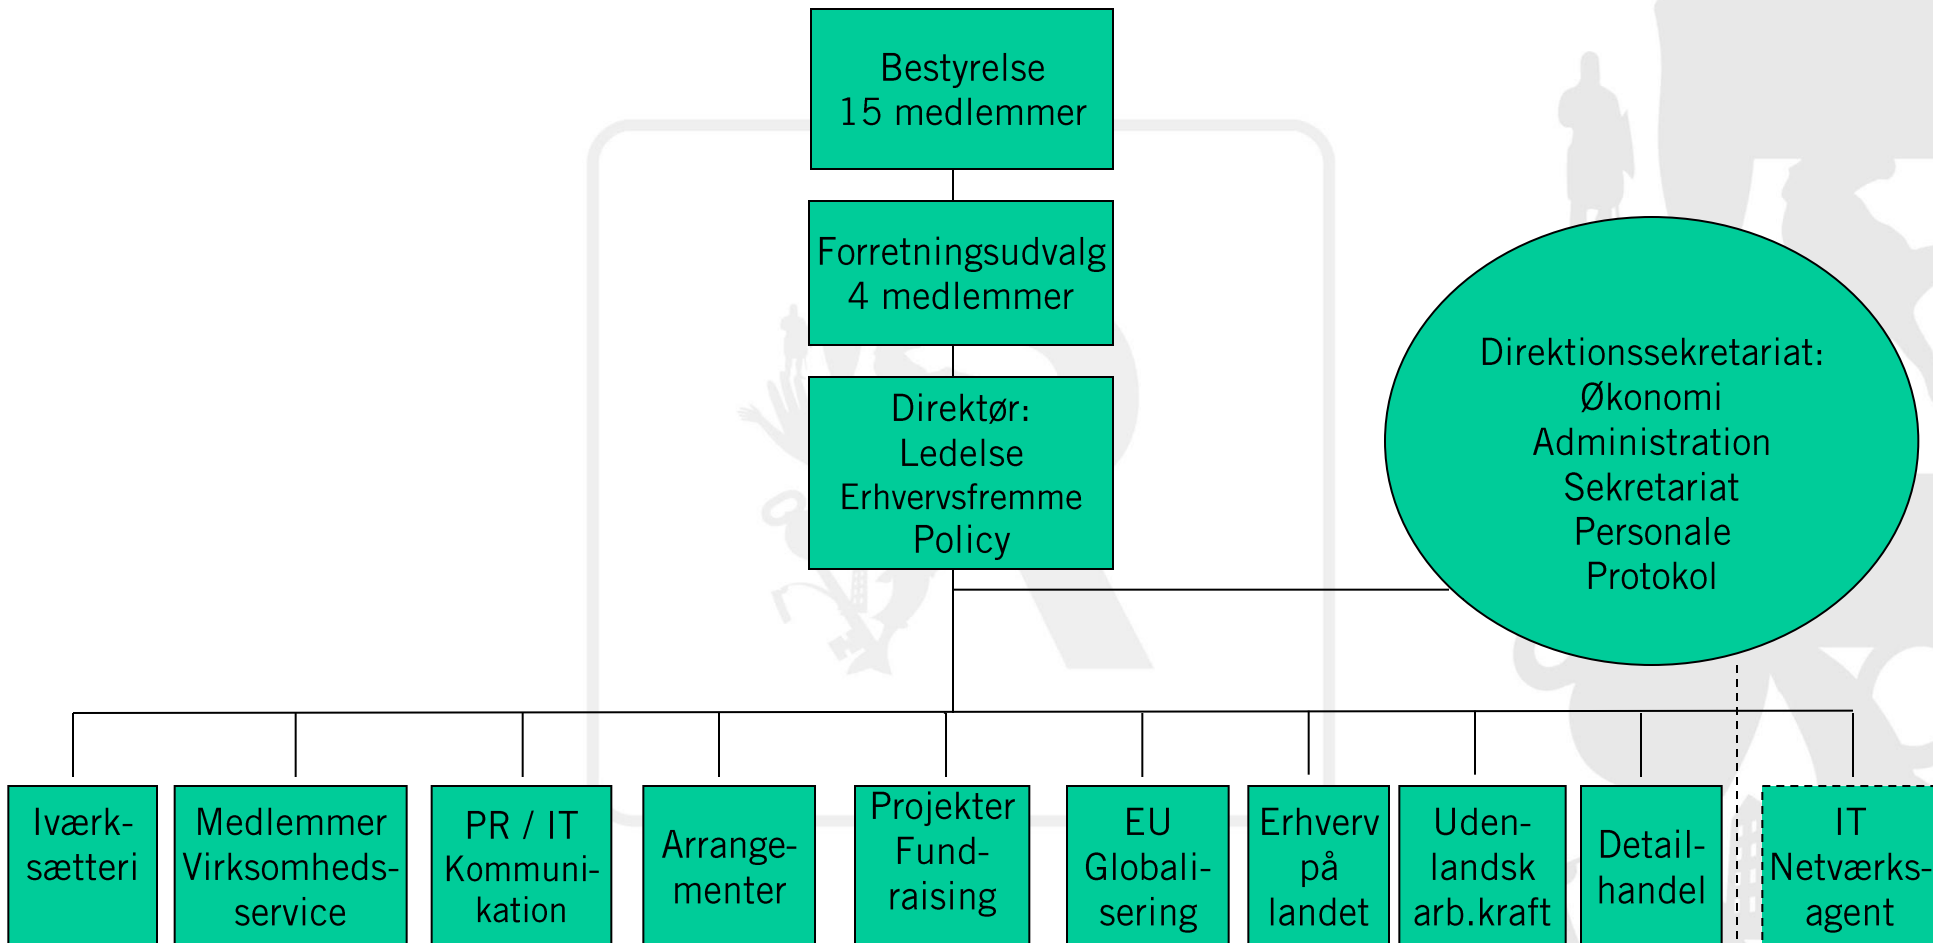 Bestyrelse
15 medlemmer
Forretningsudvalg
4 medlemmer
Direktør:
Ledelse
Erhvervsfremme
Policy
Direktionssekretariat:
Økonomi
Administration
Sekretariat
Personale
Protokol
Iværk-
sætteri
Medlemmer
Virksomheds-
service
PR / IT
Kommuni-
kation
Arrange-
menter
Projekter
Fund-
raising
EU
Globali-
sering
Erhverv
på
landet
Uden-
landsk
arb.kraft
Detail-
handel
IT
Netværks-
agent